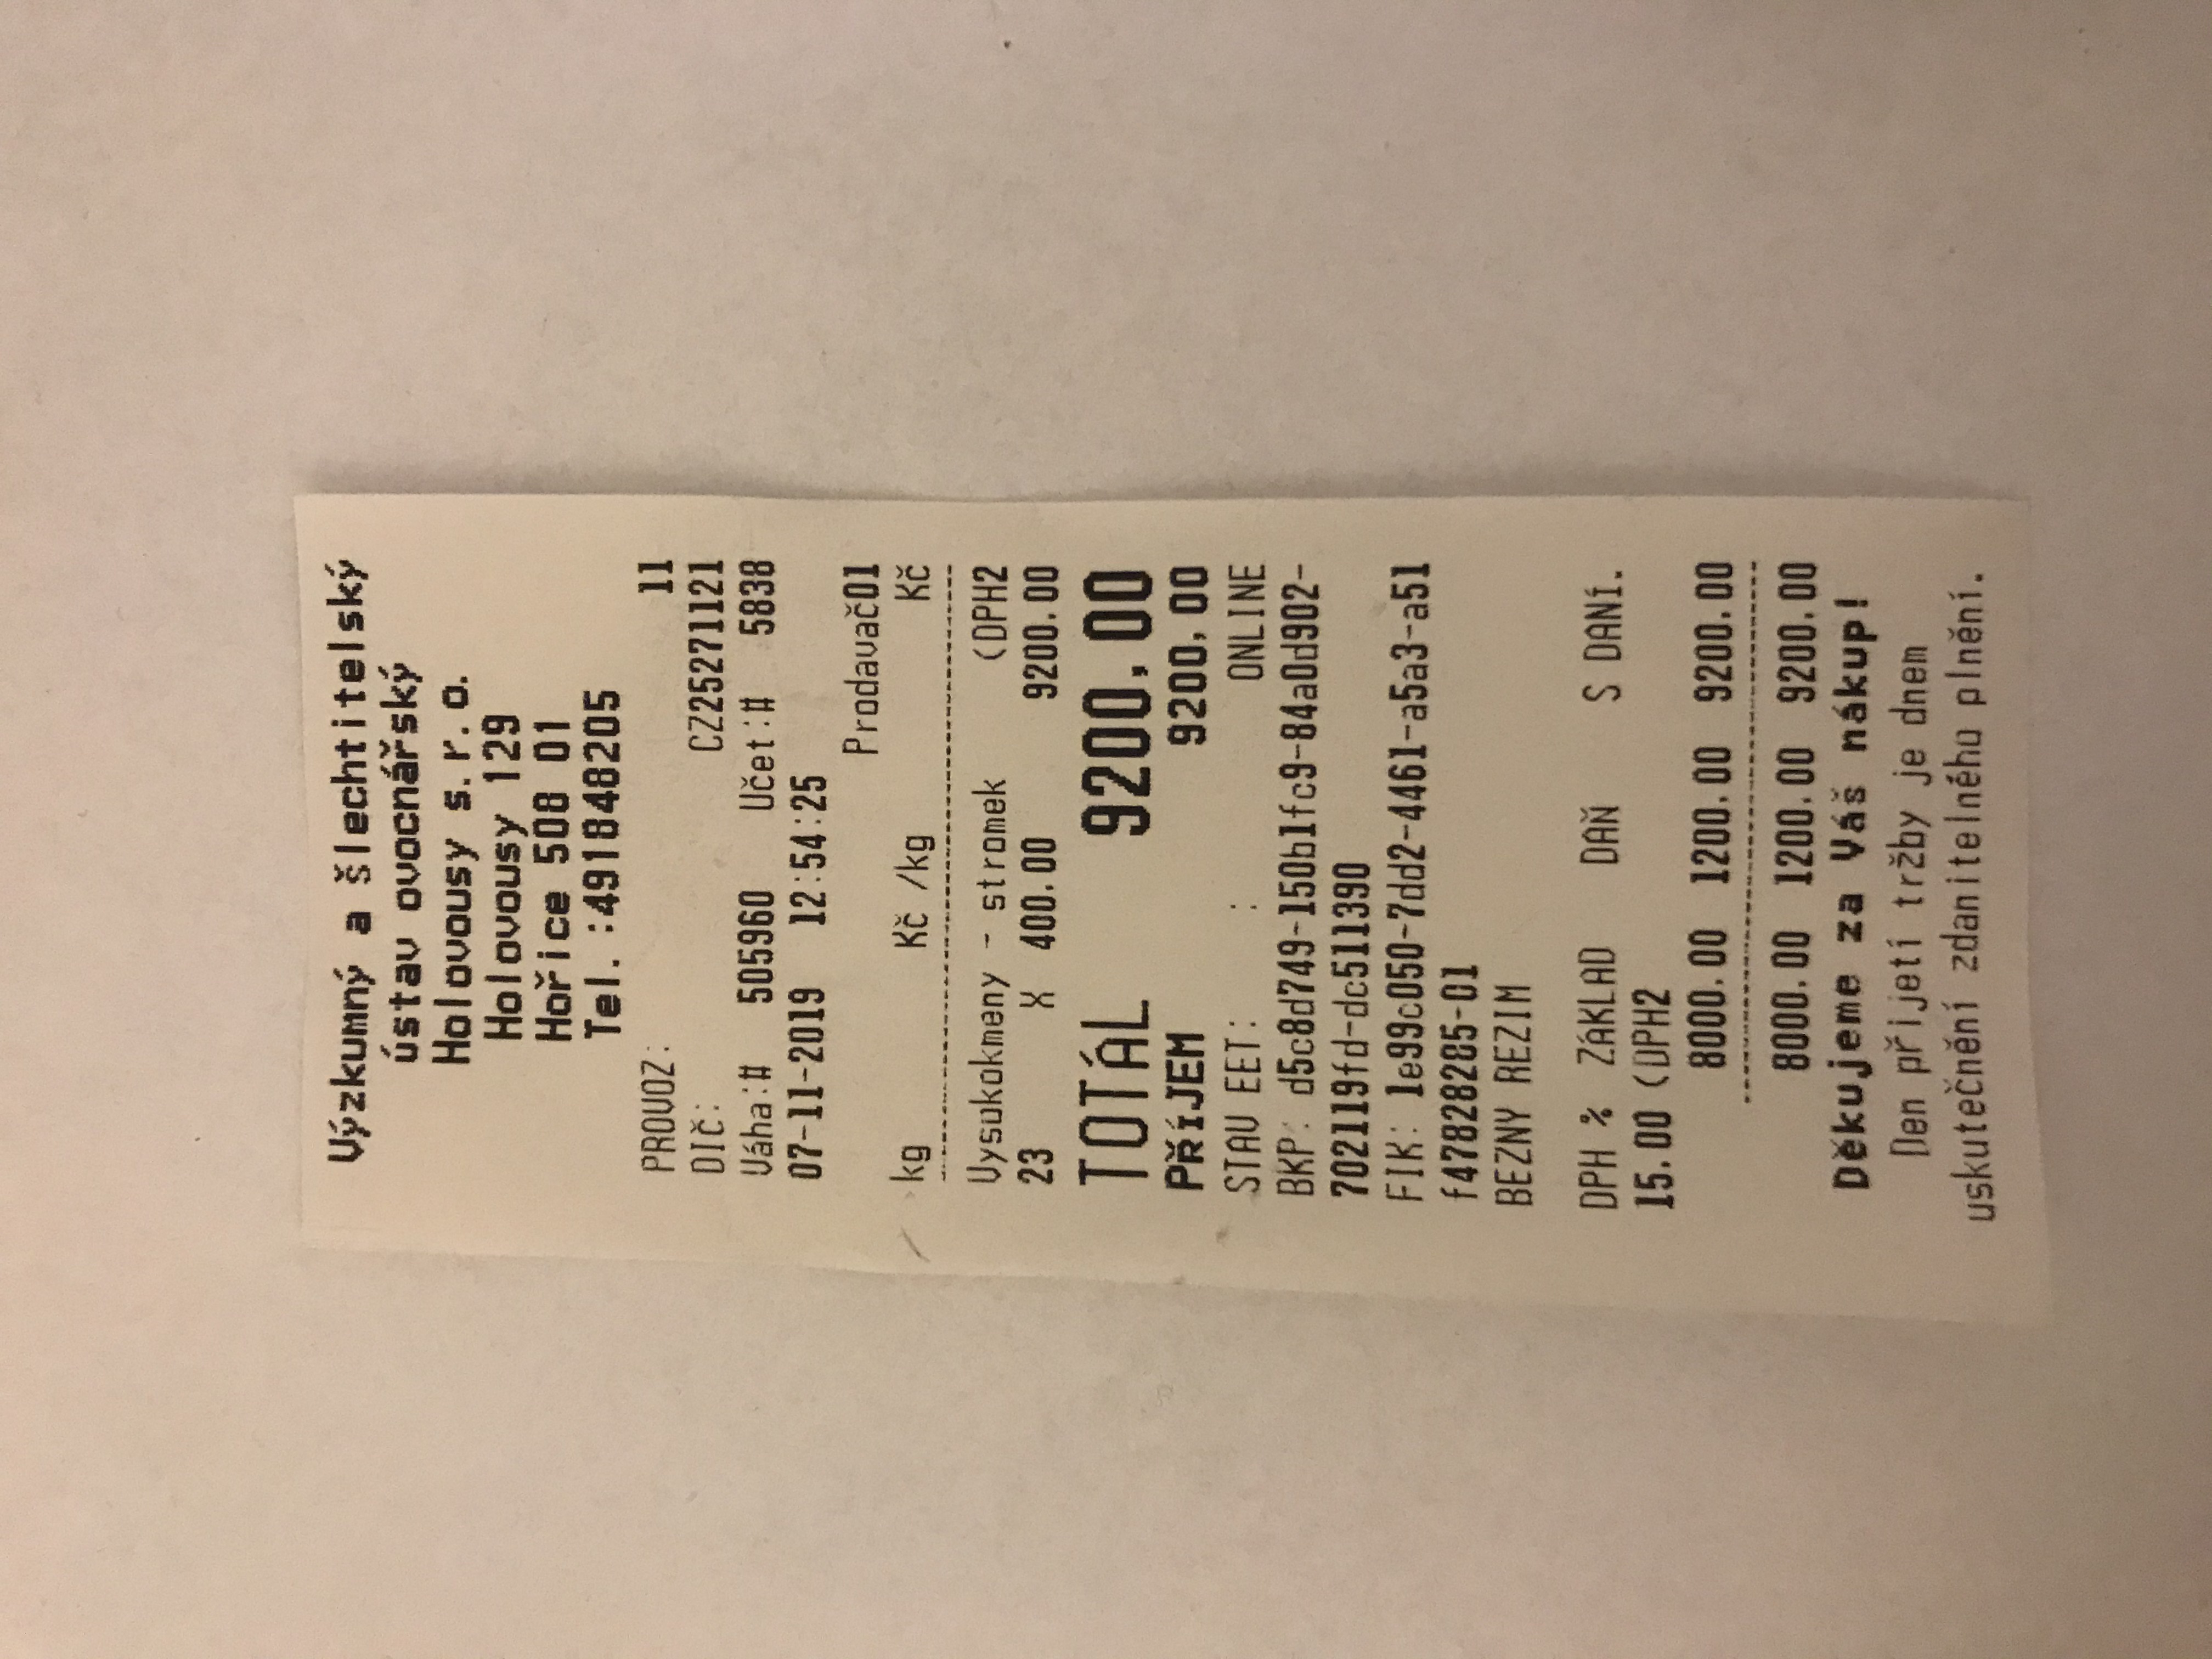 Výzkumný a šlechtitelský
ústav ovocnářský
Holovousy s.r.o.
Holovousy 129
Hořice 508 01
Tel.:491848205
PROVOZ: 11
DIČ: CZ25271121
Váha:# 505960 Učet:# 5838
07-11-2019 12:54:25
Prodavač01
kg Kč /kg Kč
Vysokokmeny - stromek (DPH2
23 X 400.00 9200.00
TOTÁL 9200,00
PŘíJEM 9200,00
STAV EET: : ONLINE
BKP: d5c8d749-150b1fc9-84a0d902-
702119fd-dc511390
FIK: 1e99c050-7dd2-4461-a5a3-a51
f47828285-01
BEZNY REZIM
DPH % ZÁKLAD DAŇ S DANí.
15.00 (DPH2
8000.00 1200.00 9200.00
8000.00 1200.00 9200.00
Děkujeme za Váš nákup!
Den přijetí tržby je dnem
uskutečnění zdanitelného plnění.